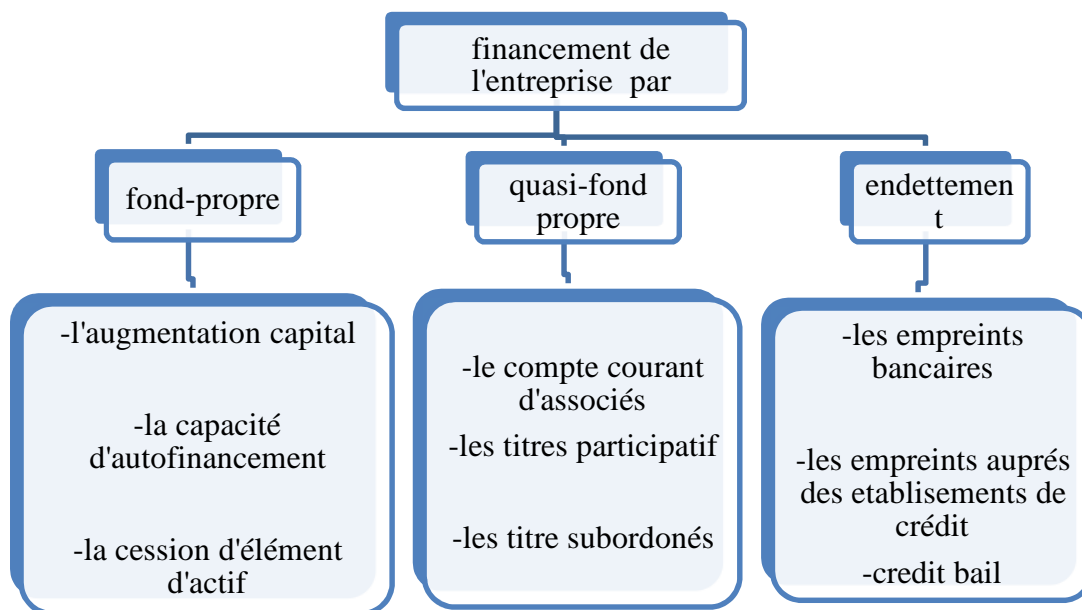 financement de
l'entreprise par
fond-propre
quasi-fond
propre
endettemen
t
-l'augmentation capital
-la capacité
d'autofinancement
-la cession d'élément
d'actif
-le compte courant
d'associés
-les titres participatif
-les titre subordonés
-les empreints
bancaires
-les empreints auprés
des etablisements de
crédit
-credit bail